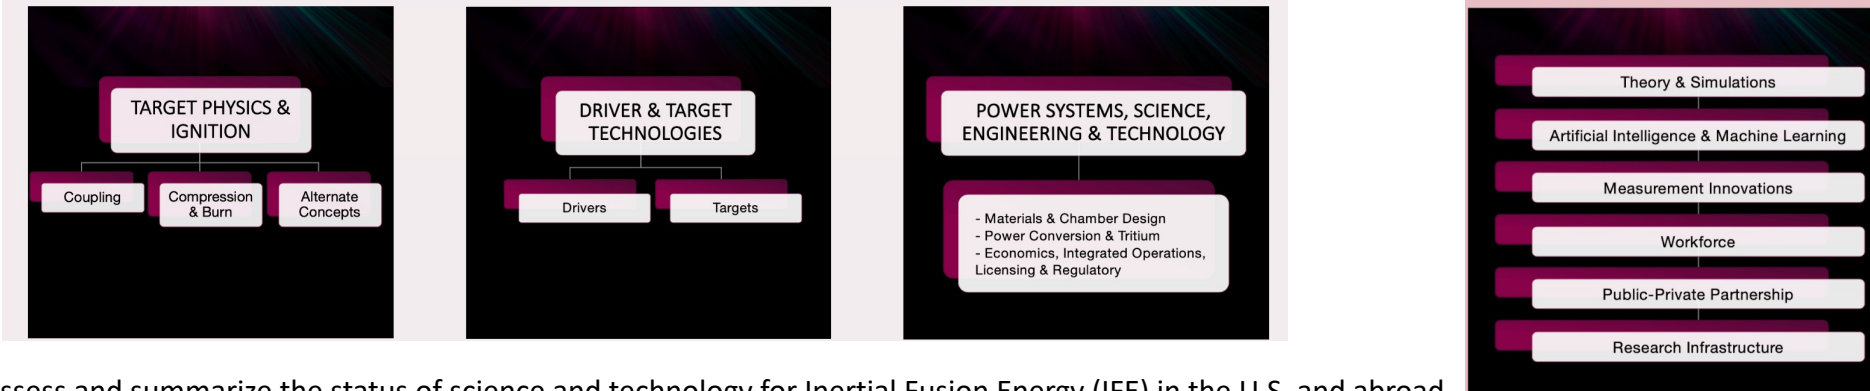 TARGET PHYSICS &
IGNITION
Coupling
Compression
& Burn
Alternate
Concepts
DRIVER & TARGET
TECHNOLOGIES
Drivers
Targets
POWER SYSTEMS, SCIENCE,
ENGINEERING & TECHNOLOGY
- Materials & Chamber Design
- Power Conversion & Tritium
- Economics, Integrated Operations,
Licensing & Regulatory
Theory & Simulations
Artificial Intelligence & Machine Learning
Measurement Innovations
Workforce
Public-Private Partnership
Research Infrastructure
ssess and summarize the status of science and technology for Inertial Fusion Energy (IFE) in the U.S. and abroad